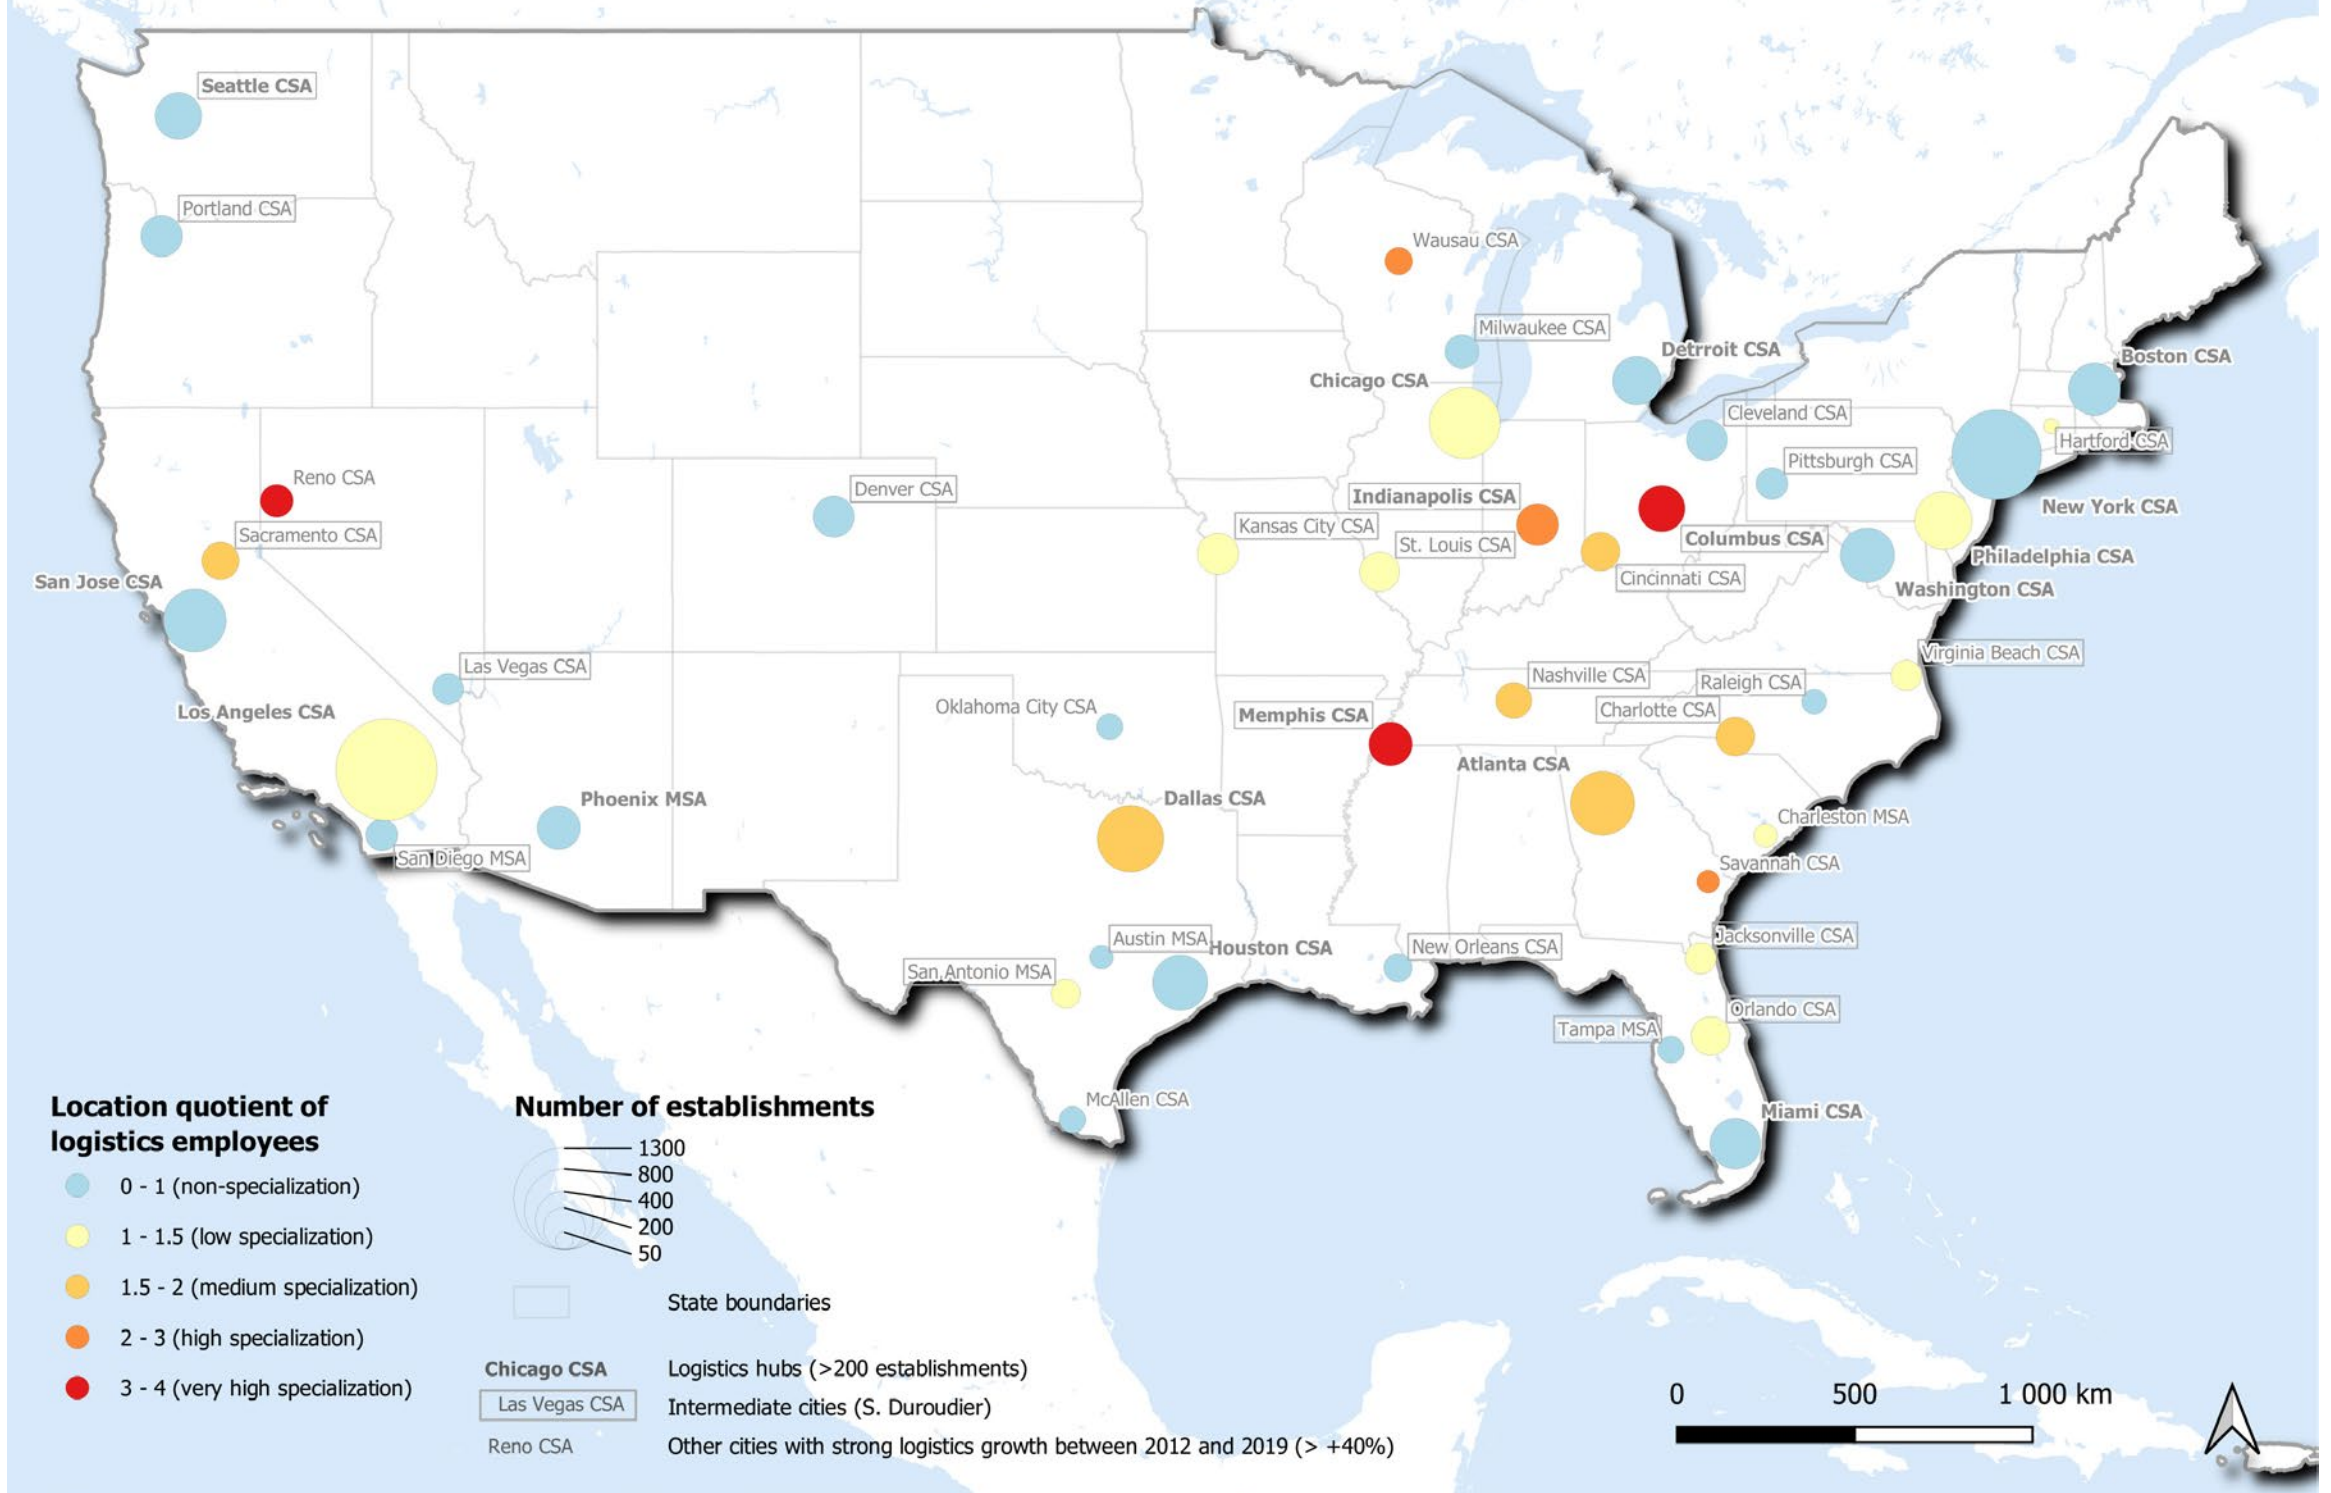 Seattle CSA
Portland CSA
Wausau CSA
Milwaukee CSA
Detrroit CSA
Boston CSA
Chicago CSA
Cleveland CSA
Hartford CSA
Pittsburgh CSA
Reno CSA
Denver CSA
Indianapolis CSA
New York CSA
Sacramento CSA
Kansas City CSA
St. Louis CSA
Columbus CSA
Philadelphia CSA
San Jose CSA
Cincinnati CSA
Washington CSA
Virginia Beach CSA
Las Vegas CSA
Nashville CSA
Raleigh CSA
Los Angeles CSA
Oklahoma City CSA
Memphis CSA
Charlotte CSA
Atlanta CSA
Phoenix MSA
Dallas CSA
Charleston MSA
San Diego MSA
Savannah CSA
Austin MSA
Houston CSA
New Orleans CSA
Jacksonville CSA
San Antonio MSA
Orlando CSA
Tampa MSA
McAllen CSA
Miami CSA
Location quotient of
logistics employees
0 - 1 (non-specialization)
1 - 1.5 (low specialization)
1.5 - 2 (medium specialization)
2 - 3 (high specialization)
3 - 4 (very high specialization)
Number of establishments
1300
800
400
200
50
State boundaries
Chicago CSA Logistics hubs (>200 establishments)
Las Vegas CSA Intermediate cities (S. Duroudier)
Reno CSA Other cities with strong logistics growth between 2012 and 2019 (> +40%)
0 500 1 000 km